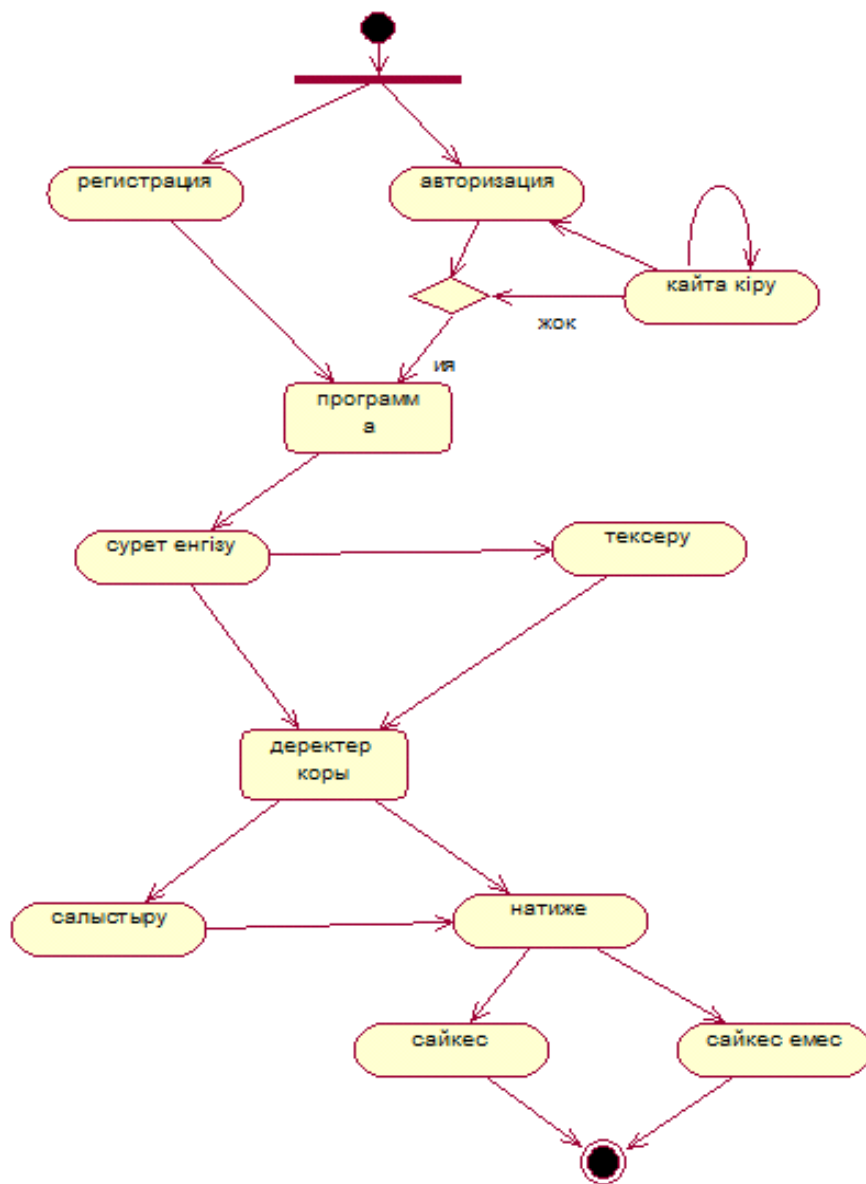 регистрация
авторизация
кайта кіру
жок
ия
программ
а
сурет енгізу
тексеру
деректер
коры
салыстыру
натиже
сайкес
сайкес емес